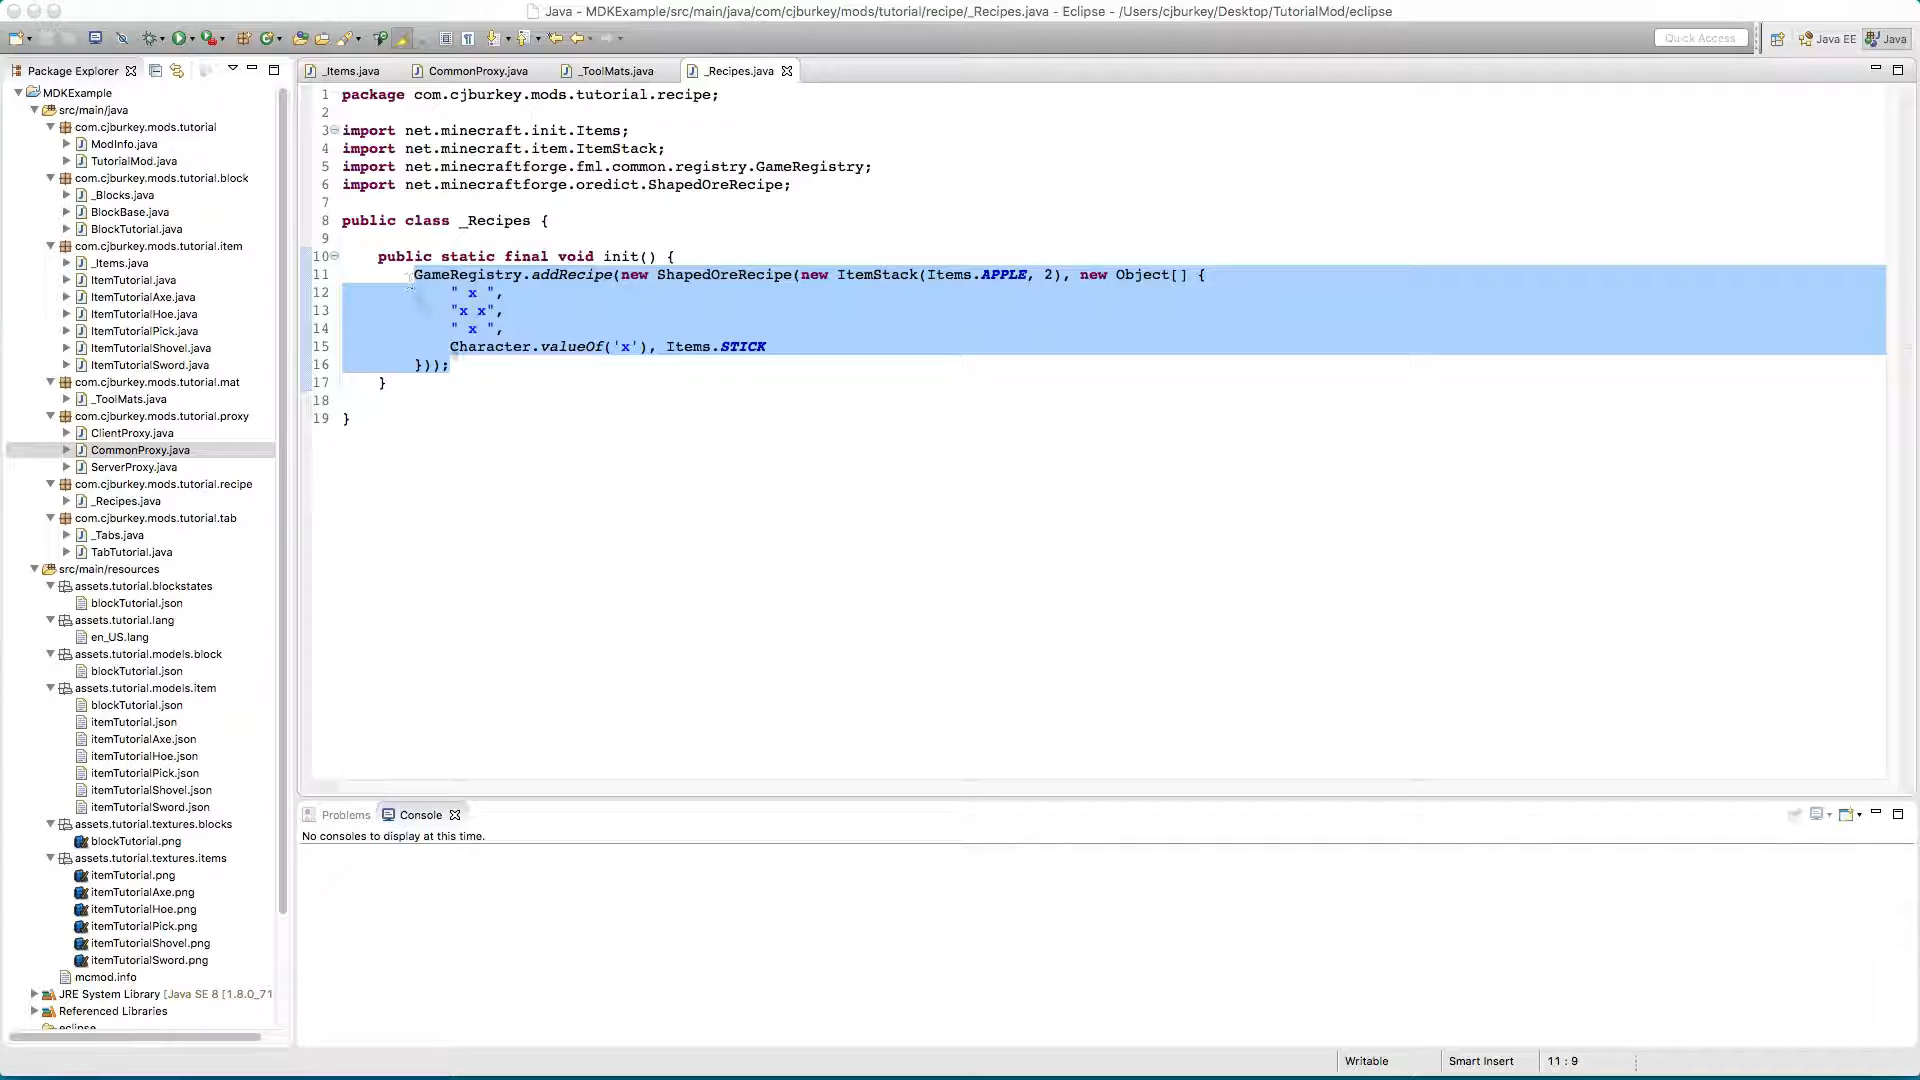 Java - MDKExample/src/main/java/com/cjburkey/mods/tutorial/recipe/_Recipes.java - Eclipse - /Users/cjburkey/Desktop/TutorialMod/eclipse
Quick Access
Java EE
Java
Package Explorer
_Items.java
CommonProxy.java
_ToolMats.java
_Recipes.java
MDKExample
src/main/java
com.cjburkey.mods.tutorial
ModInfo.java
TutorialMod.java
com.cjburkey.mods.tutorial.block
_Blocks.java
BlockBase.java
BlockTutorial.java
com.cjburkey.mods.tutorial.item
_Items.java
ItemTutorial.java
ItemTutorialAxe.java
ItemTutorialHoe.java
ItemTutorialPick.java
ItemTutorialShovel.java
ItemTutorialSword.java
com.cjburkey.mods.tutorial.mat
_ToolMats.java
com.cjburkey.mods.tutorial.proxy
ClientProxy.java
CommonProxy.java
ServerProxy.java
com.cjburkey.mods.tutorial.recipe
_Recipes.java
com.cjburkey.mods.tutorial.tab
_Tabs.java
TabTutorial.java
src/main/resources
assets.tutorial.blockstates
blockTutorial.json
assets.tutorial.lang
en_US.lang
assets.tutorial.models.block
blockTutorial.json
assets.tutorial.models.item
blockTutorial.json
itemTutorial.json
itemTutorialAxe.json
itemTutorialHoe.json
itemTutorialPick.json
itemTutorialShovel.json
itemTutorialSword.json
assets.tutorial.textures.blocks
blockTutorial.png
assets.tutorial.textures.items
itemTutorial.png
itemTutorialAxe.png
itemTutorialHoe.png
itemTutorialPick.png
itemTutorialShovel.png
itemTutorialSword.png
mcmod.info
JRE System Library [Java SE 8 [1.8.0_71
Referenced Libraries
eclipse
1 package com.cjburkey.mods.tutorial.recipe;
2
3 import net.minecraft.init.Items;
4 import net.minecraft.item.ItemStack;
5 import net.minecraftforge.fml.common.registry.GameRegistry;
6 import net.minecraftforge.oredict.ShapedOreRecipe;
7
8 public class _Recipes {
9
10 public static final void init() {
11 GameRegistry.addRecipe(new ShapedOreRecipe(new ItemStack(Items.APPLE, 2), new Object[] {
12 " x ",
13 "x x",
14 " x ",
15 Character.valueOf('x'), Items.STICK
16 }));
17 }
18
19 }
Problems
Console
No consoles to display at this time.
Writable
Smart Insert
11 : 9